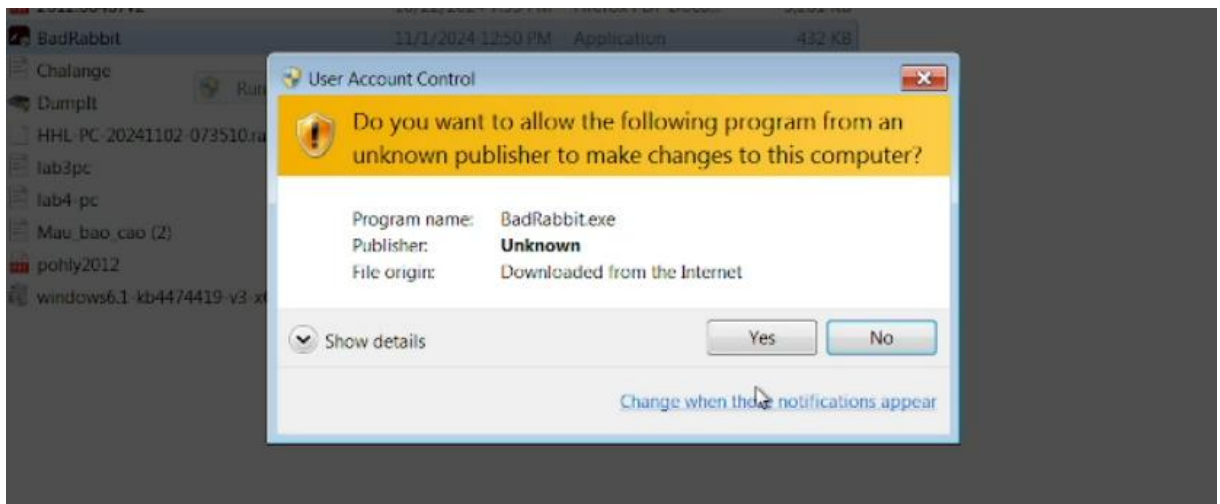 BadRabbit 11/1/2024 12:50 PM Application 432 KB
Chalange
Run
DumpIt
HHL-PC-20241102-073510.ra
lab3pc
lab4-pc
Mau_bao_cao (2)
pohly2012
windows6.1-kb4474419-v3-x
User Account Control
Do you want to allow the following program from an
unknown publisher to make changes to this computer?
Program name: BadRabbit.exe
Publisher: Unknown
File origin: Downloaded from the Internet
Show details
Yes No
Change when these notifications appear